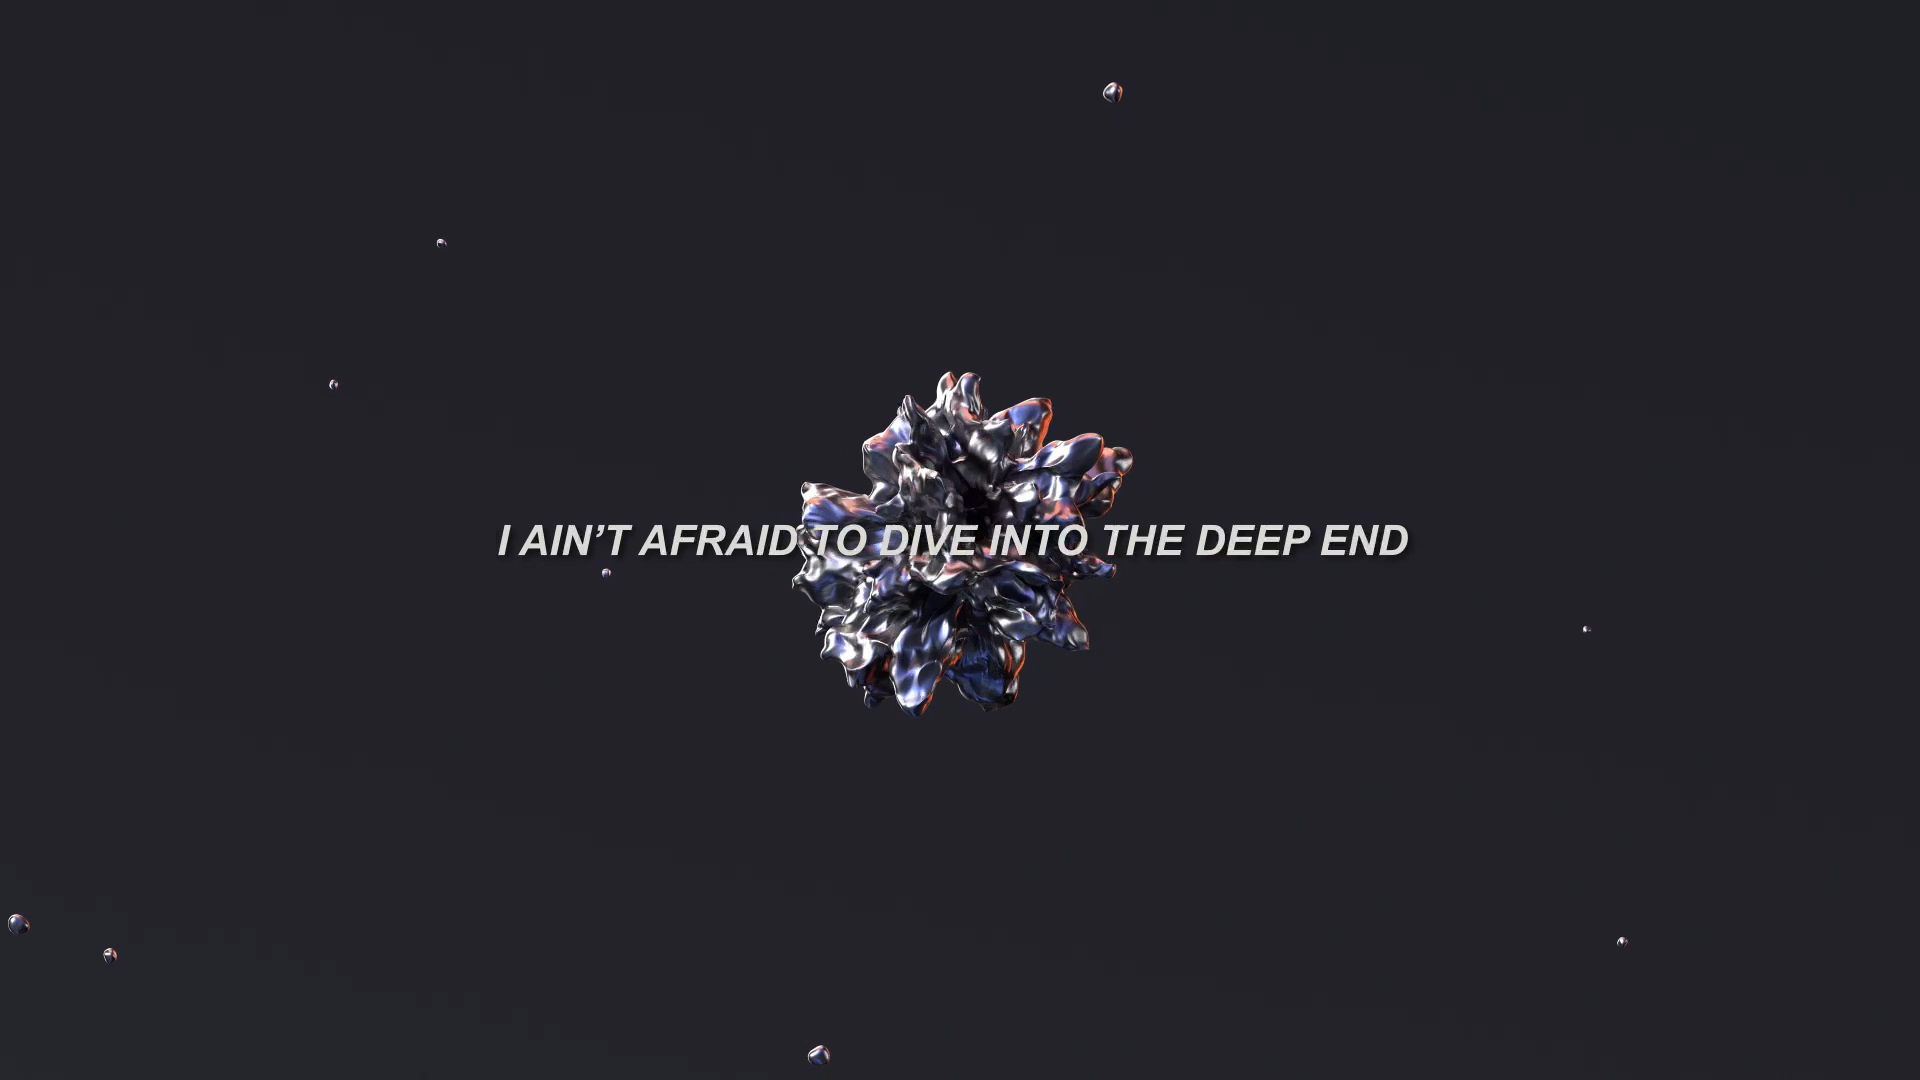 I AIN’T AFRAID TO DIVE INTO THE DEEP END